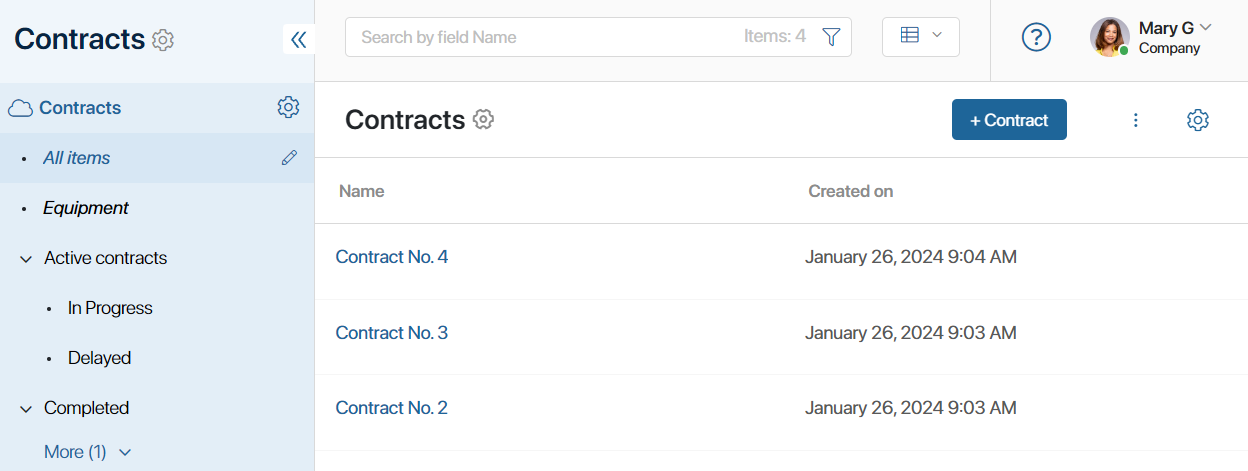 Contracts
Search by field Name
Items: 4
?
Mary G
Company
Contracts
All items
Equipment
Active contracts
In Progress
Delayed
Completed
More (1)
Contracts
+ Contract
Name Created on
Contract No. 4 January 26, 2024 9:04 AM
Contract No. 3 January 26, 2024 9:03 AM
Contract No. 2 January 26, 2024 9:03 AM